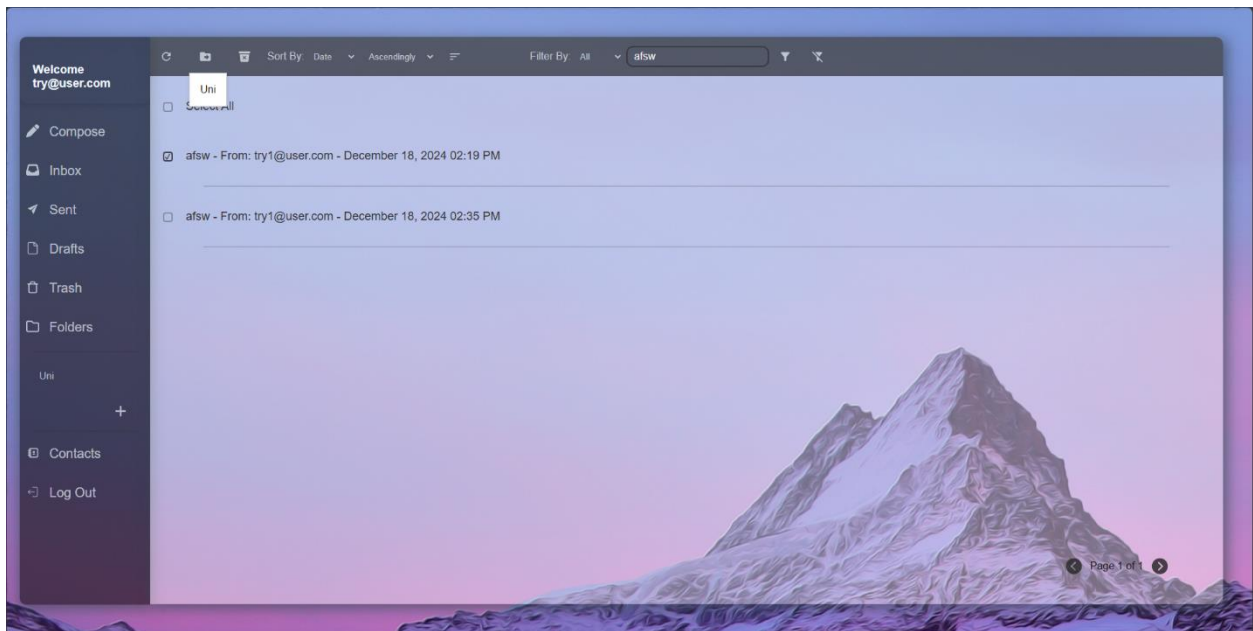 Welcome
try@user.com
Compose
Inbox
Sent
Drafts
Trash
Folders
Uni
+
Contacts
Log Out
Sort By: Date Ascendingly
Filter By: All afsw
Uni
Select All
afsw - From: try1@user.com - December 18, 2024 02:19 PM
afsw - From: try1@user.com - December 18, 2024 02:35 PM
Page 1 of 1